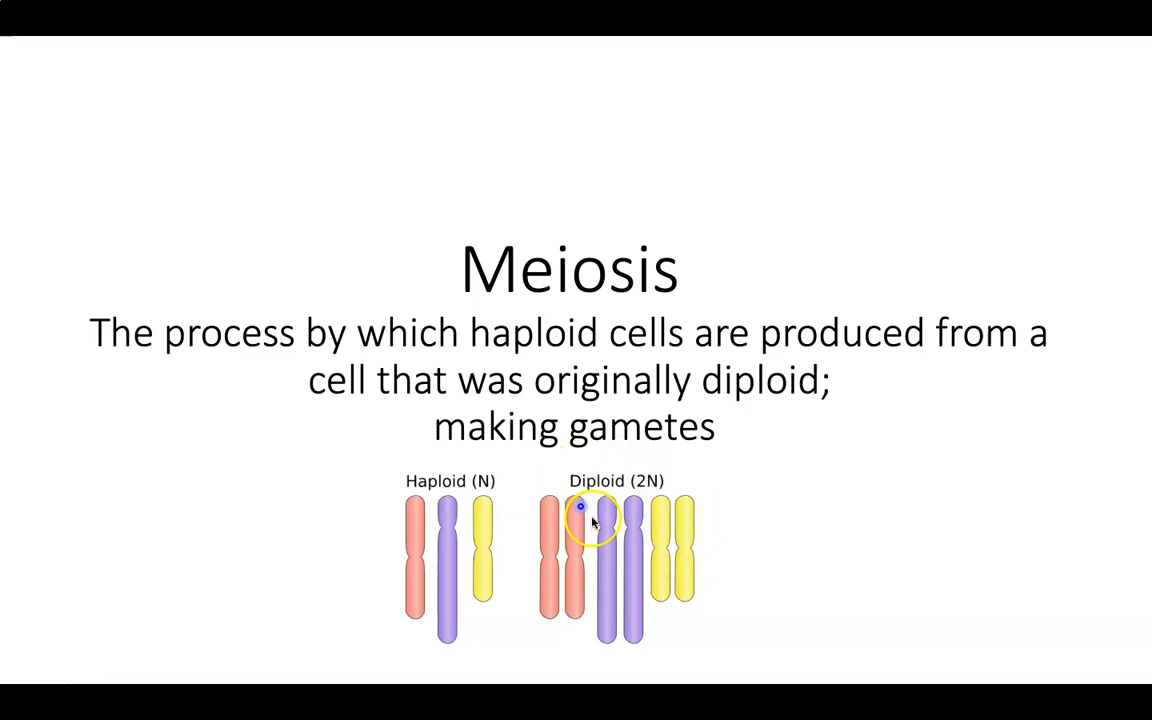 Meiosis
The process by which haploid cells are produced from a
cell that was originally diploid;
making gametes
Haploid (N)
Diploid (2N)